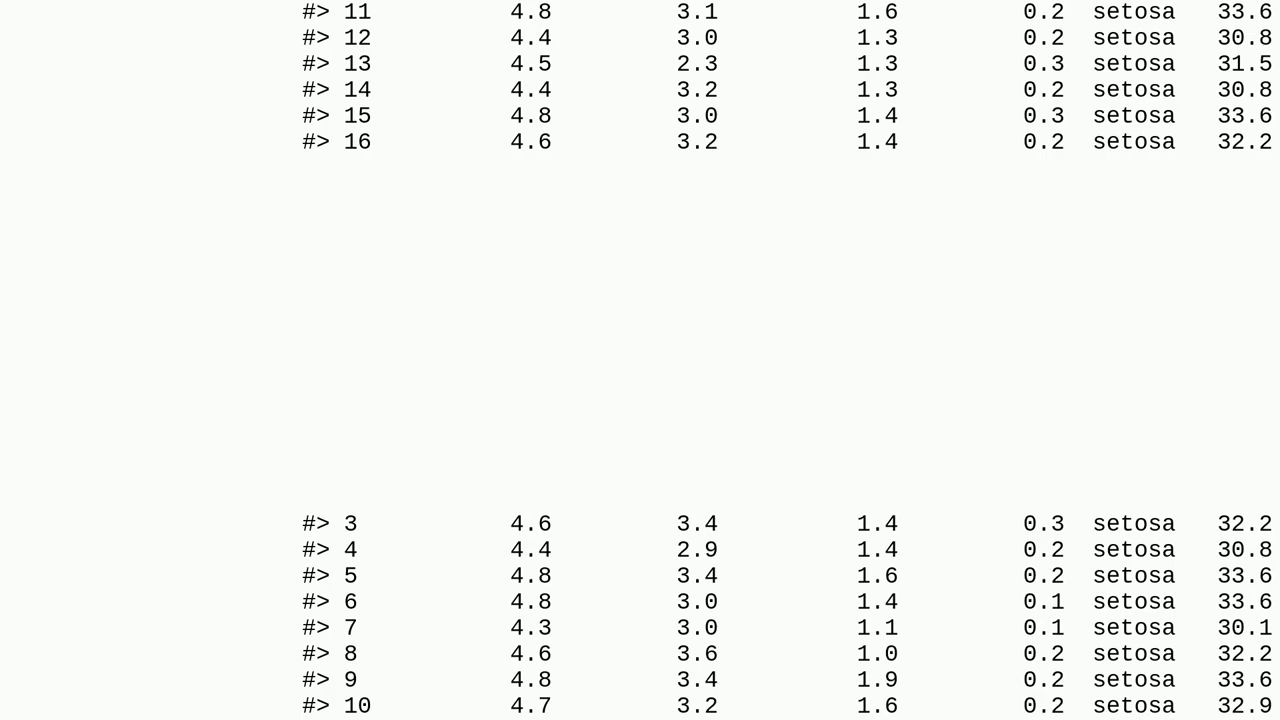 #> 11 4.8 3.1 1.6 0.2 setosa 33.6
#> 12 4.4 3.0 1.3 0.2 setosa 30.8
#> 13 4.5 2.3 1.3 0.3 setosa 31.5
#> 14 4.4 3.2 1.3 0.2 setosa 30.8
#> 15 4.8 3.0 1.4 0.3 setosa 33.6
#> 16 4.6 3.2 1.4 0.2 setosa 32.2
#> 3 4.6 3.4 1.4 0.3 setosa 32.2
#> 4 4.4 2.9 1.4 0.2 setosa 30.8
#> 5 4.8 3.4 1.6 0.2 setosa 33.6
#> 6 4.8 3.0 1.4 0.1 setosa 33.6
#> 7 4.3 3.0 1.1 0.1 setosa 30.1
#> 8 4.6 3.6 1.0 0.2 setosa 32.2
#> 9 4.8 3.4 1.9 0.2 setosa 33.6
#> 10 4.7 3.2 1.6 0.2 setosa 32.9